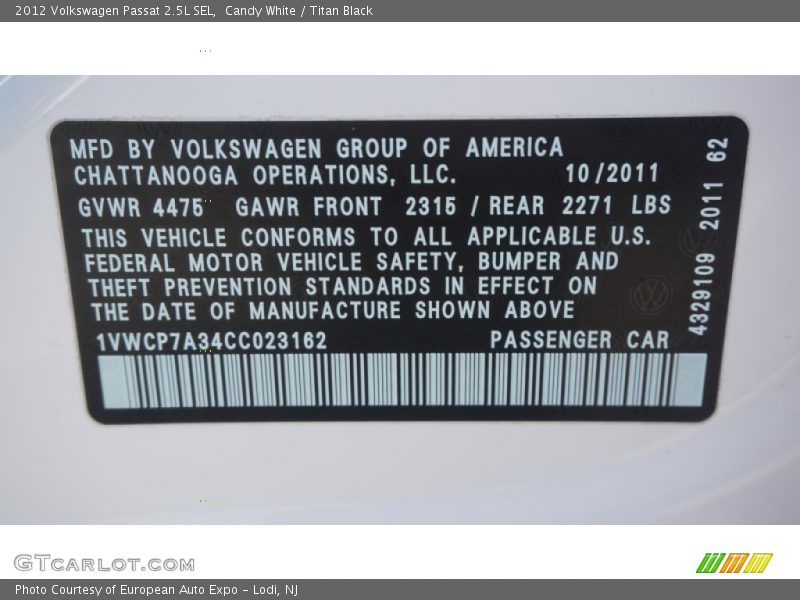 2012 Volkswagen Passat 2.5L SEL,  Candy White / Titan Black
MFD BY VOLKSWAGEN GROUP OF AMERICA
CHATTANOOGA OPERATIONS, LLC. 10/2011
GVWR 4475 GAWR FRONT 2315 / REAR 2271 LBS
THIS VEHICLE CONFORMS TO ALL APPLICABLE U.S.
FEDERAL MOTOR VEHICLE SAFETY, BUMPER AND
THEFT PREVENTION STANDARDS IN EFFECT ON
THE DATE OF MANUFACTURE SHOWN ABOVE
1VWCP7A34CC023162 PASSENGER CAR
4329109 2011 62
GTCARLOT.COM
Photo Courtesy of European Auto Expo - Lodi, NJ